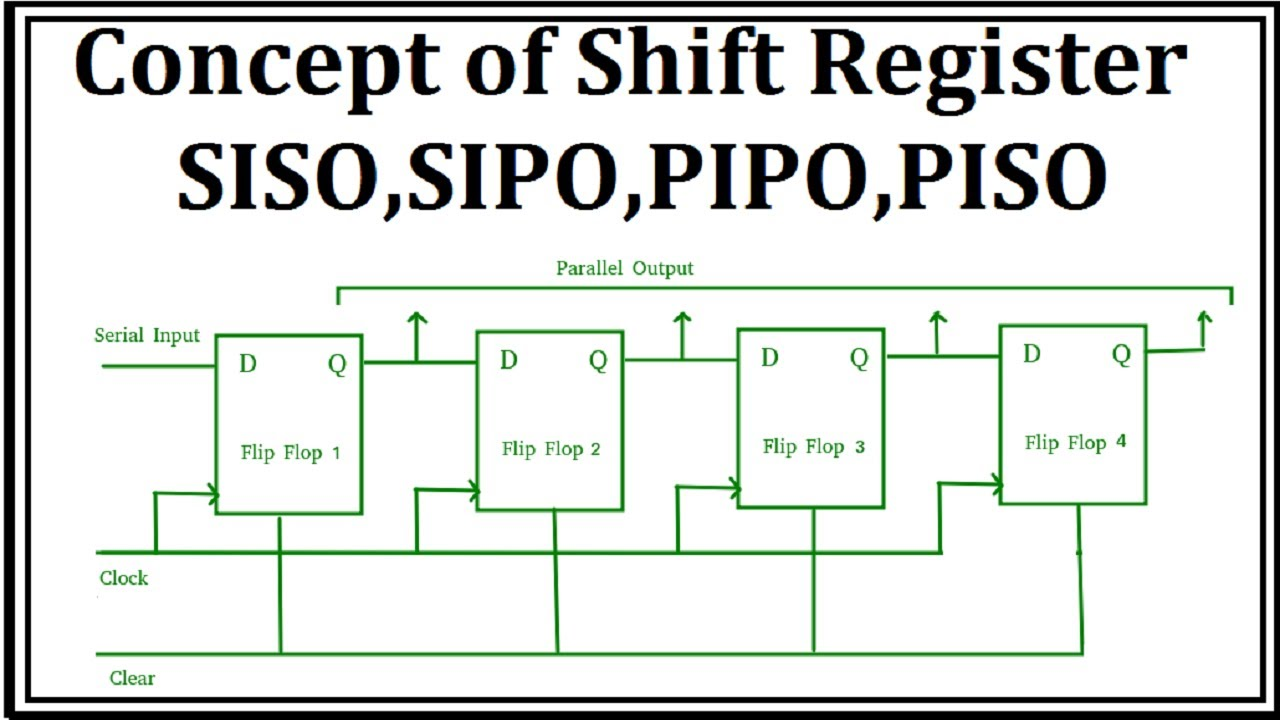 Concept of Shift Register
SISO,SIPO,PIPO,PISO
Parallel Output
Serial Input
D Q
Flip Flop 1
D Q
Flip Flop 2
D Q
Flip Flop 3
D Q
Flip Flop 4
Clock
Clear